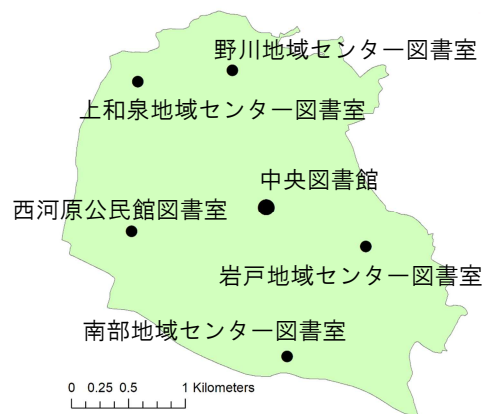 野川地域センター図書室
上和泉地域センター図書室
中央図書館
西河原公民館図書室
岩戸地域センター図書室
南部地域センター図書室
0 0.25 0.5 1 Kilometers